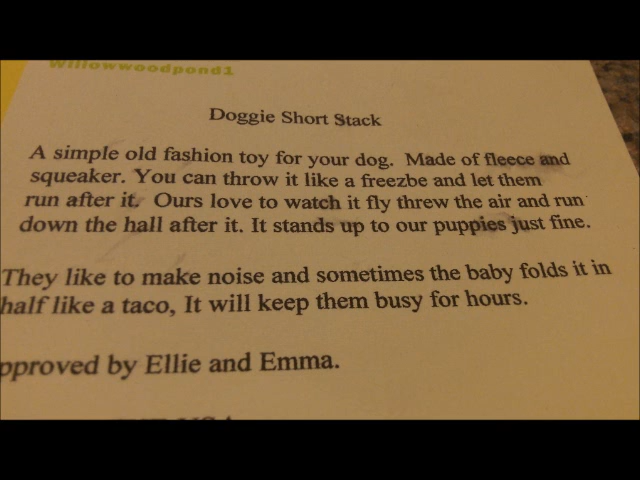 Willowwoodpond1
Doggie Short Stack
A simple old fashion toy for your dog. Made of fleece and
squeaker. You can throw it like a freezbe and let them
run after it. Ours love to watch it fly threw the air and run
down the hall after it. It stands up to our puppies just fine.
They like to make noise and sometimes the baby folds it in
half like a taco, It will keep them busy for hours.
pproved by Ellie and Emma.
USA